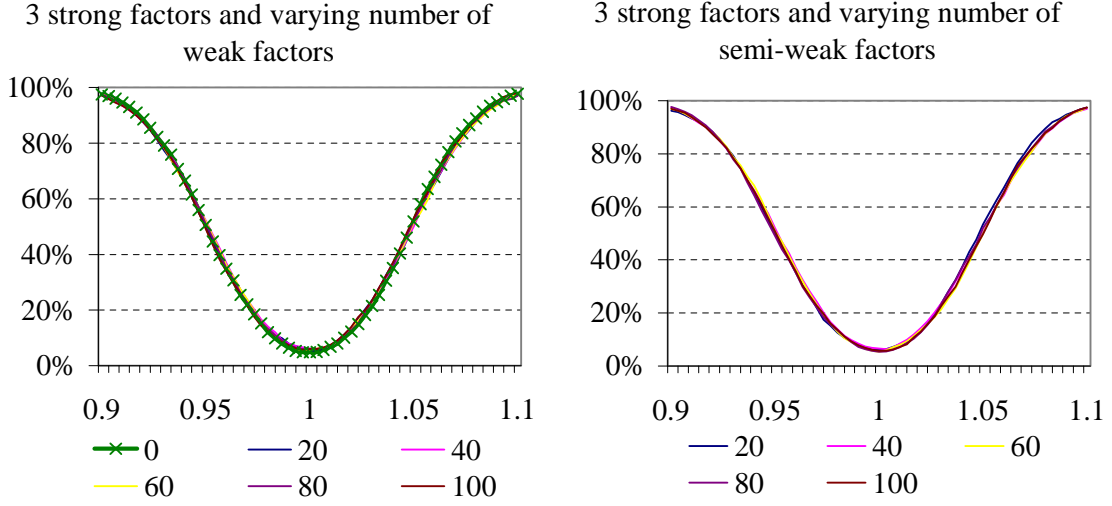 3 strong factors and varying number of
weak factors
100%
80%
60%
40%
20%
0%
0.9 0.95 1 1.05 1.1
0 20 40
60 80 100
3 strong factors and varying number of
semi-weak factors
100%
80%
60%
40%
20%
0%
0.9 0.95 1 1.05 1.1
20 40 60
80 100